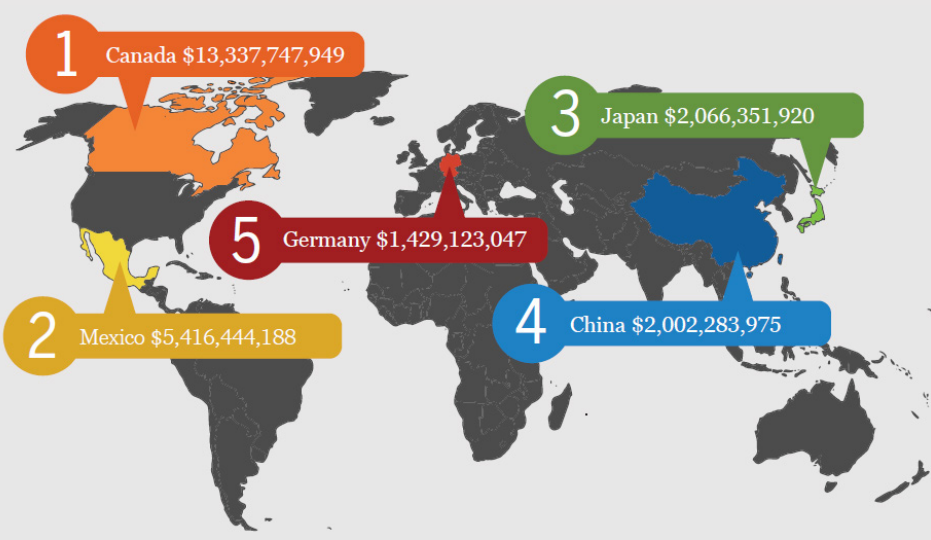 1
Canada $13,337,747,949
2
Mexico $5,416,444,188
3
Japan $2,066,351,920
4
China $2,002,283,975
5
Germany $1,429,123,047